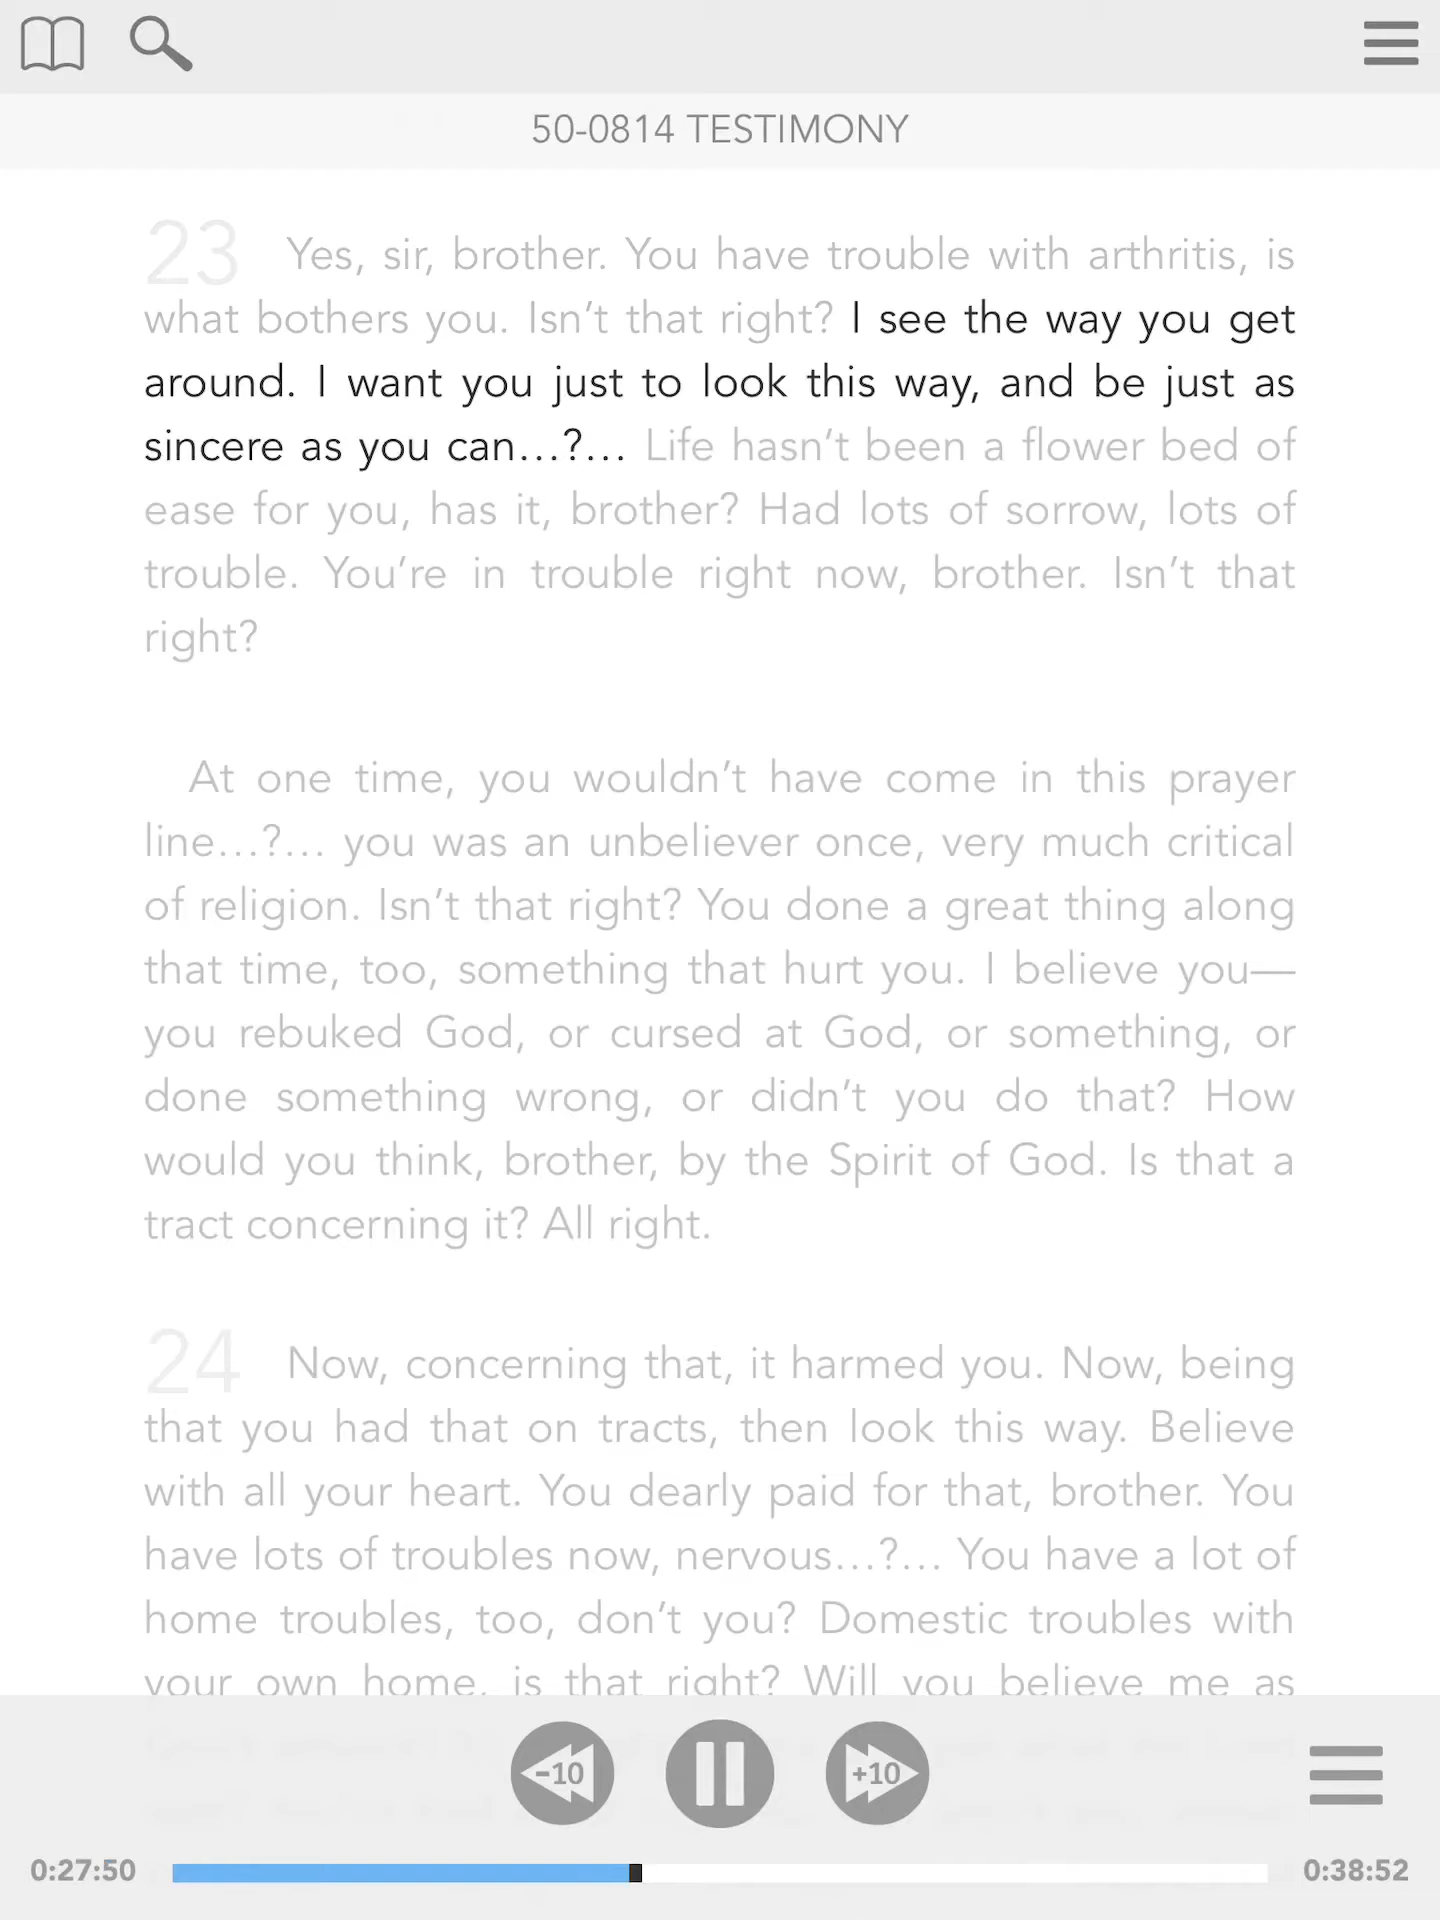 50-0814 TESTIMONY
23 Yes, sir, brother. You have trouble with arthritis, is
what bothers you. Isn’t that right? I see the way you get
around. I want you just to look this way, and be just as
sincere as you can…?… Life hasn’t been a flower bed of
ease for you, has it, brother? Had lots of sorrow, lots of
trouble. You’re in trouble right now, brother. Isn’t that
right?
At one time, you wouldn’t have come in this prayer
line…?… you was an unbeliever once, very much critical
of religion. Isn’t that right? You done a great thing along
that time, too, something that hurt you. I believe you—
you rebuked God, or cursed at God, or something, or
done something wrong, or didn’t you do that? How
would you think, brother, by the Spirit of God. Is that a
tract concerning it? All right.
24 Now, concerning that, it harmed you. Now, being
that you had that on tracts, then look this way. Believe
with all your heart. You dearly paid for that, brother. You
have lots of troubles now, nervous…?… You have a lot of
home troubles, too, don’t you? Domestic troubles with
your own home, is that right? Will you believe me as
-10 +10
0:27:50 0:38:52